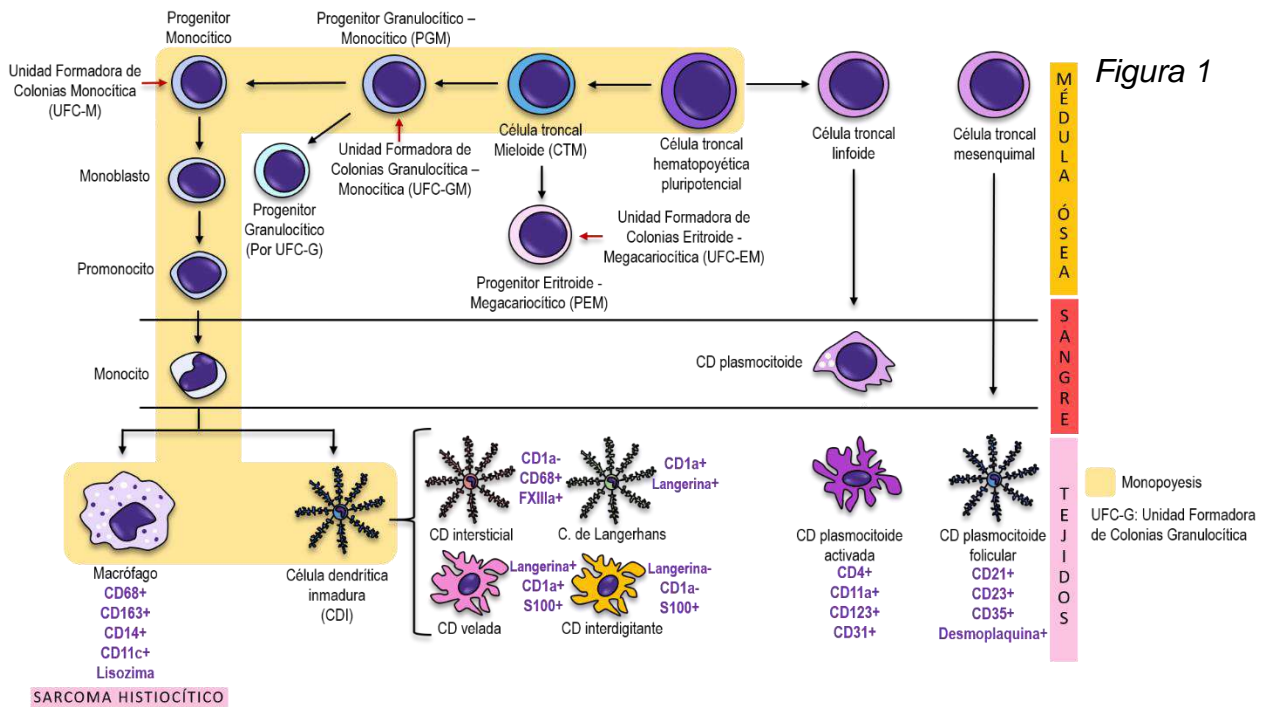 Figura 1
Progenitor
Monocítico
Progenitor Granulocítico –
Monocítico (PGM)
Unidad Formadora de
Colonias Monocítica
(UFC-M)
Célula troncal
Mieloide (CTM)
Célula troncal
hematopoyética
pluripotencial
Célula troncal
linfoide
Célula troncal
mesenquimal
Unidad Formadora de
Colonias Granulocítica –
Monocítica (UFC-GM)
Monoblasto
Progenitor
Granulocítico
(Por UFC-G)
Unidad Formadora de
Colonias Eritroide -
Megacariocítica (UFC-EM)
Promonocito
Progenitor Eritroide -
Megacariocítico (PEM)
MÉDULA ÓSEA
Monocito
CD plasmocitoide
SANGRE
Macrófago
CD68+
CD163+
CD14+
CD11c+
Lisozima
SARCOMA HISTIOCÍTICO
Célula dendrítica
inmadura
(CDI)
CD1a-
CD68+
FXIIIa+
CD intersticial
CD1a+
Langerina+
C. de Langerhans
Langerina+
CD1a+
S100+
CD velada
Langerina-
CD1a-
S100+
CD interdigitante
CD plasmocitoide
activada
CD4+
CD11a+
CD123+
CD31+
CD plasmocitoide
folicular
CD21+
CD23+
CD35+
Desmoplaquina+
TEJIDOS
Monopoyesis
UFC-G: Unidad Formadora
de Colonias Granulocítica